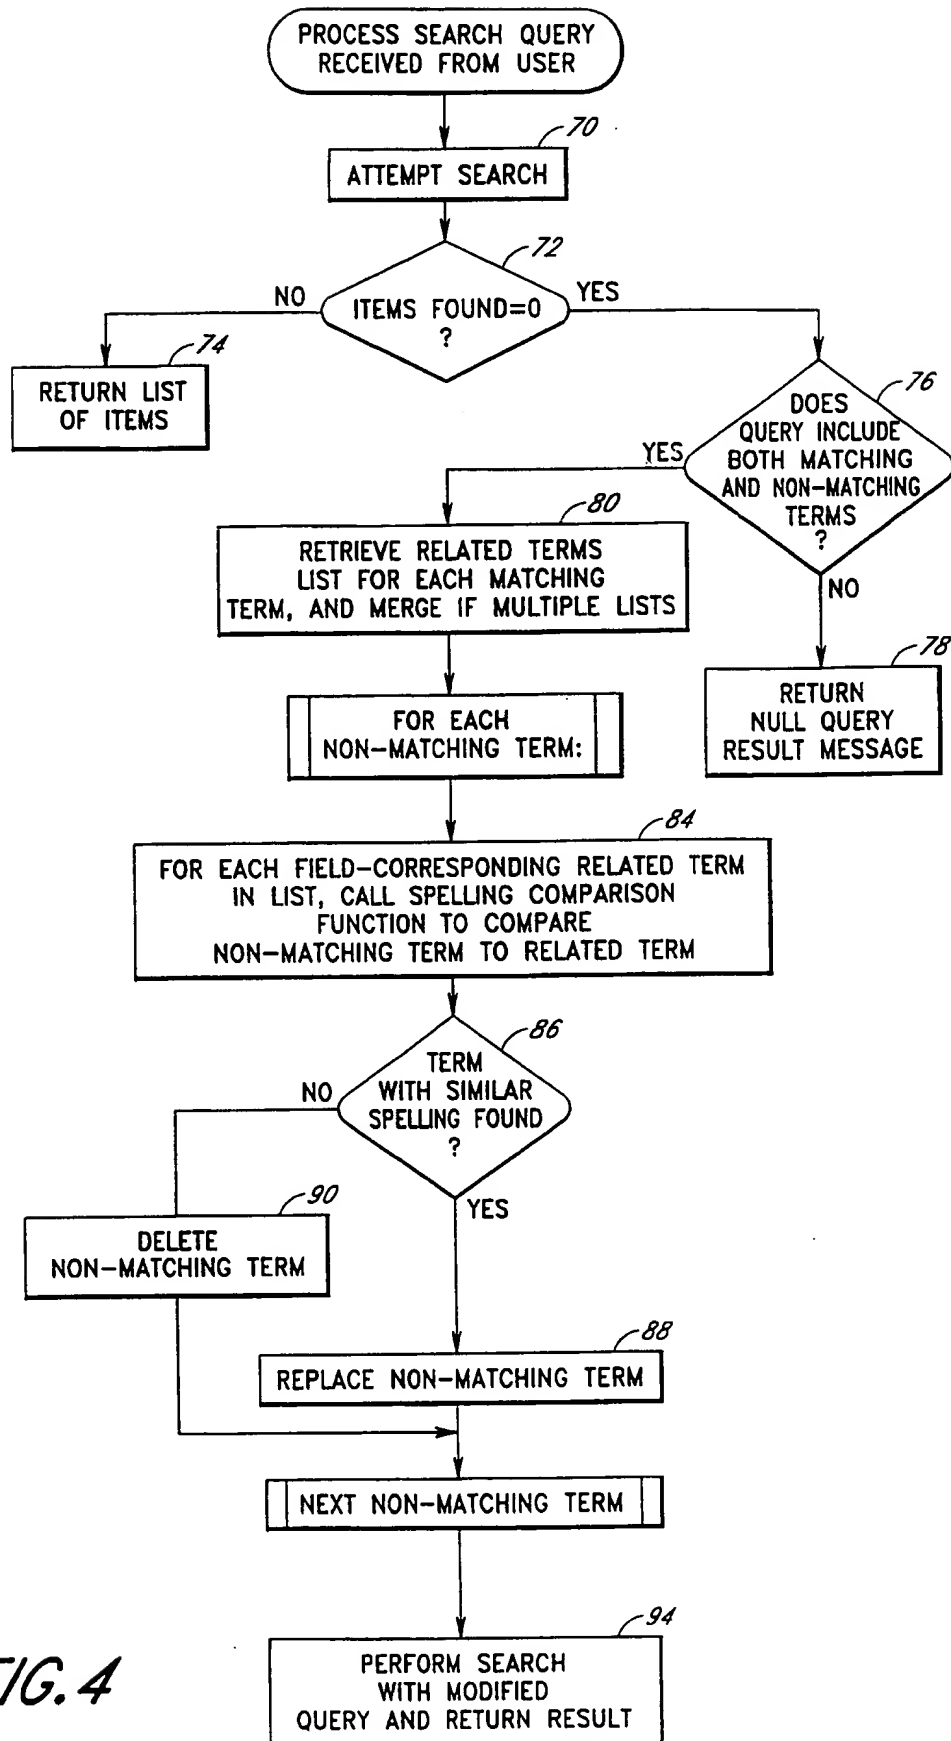 PROCESS SEARCH QUERY
RECEIVED FROM USER
70
ATTEMPT SEARCH
72
NO
ITEMS FOUND=0
?
YES
74
RETURN LIST
OF ITEMS
76
DOES
QUERY INCLUDE
BOTH MATCHING
AND NON-MATCHING
TERMS
?
YES
NO
80
RETRIEVE RELATED TERMS
LIST FOR EACH MATCHING
TERM, AND MERGE IF MULTIPLE LISTS
78
RETURN
NULL QUERY
RESULT MESSAGE
FOR EACH
NON-MATCHING TERM:
84
FOR EACH FIELD-CORRESPONDING RELATED TERM
IN LIST, CALL SPELLING COMPARISON
FUNCTION TO COMPARE
NON-MATCHING TERM TO RELATED TERM
86
TERM
WITH SIMILAR
SPELLING FOUND
?
NO
YES
90
DELETE
NON-MATCHING TERM
88
REPLACE NON-MATCHING TERM
NEXT NON-MATCHING TERM
94
PERFORM SEARCH
WITH MODIFIED
QUERY AND RETURN RESULT
FIG. 4